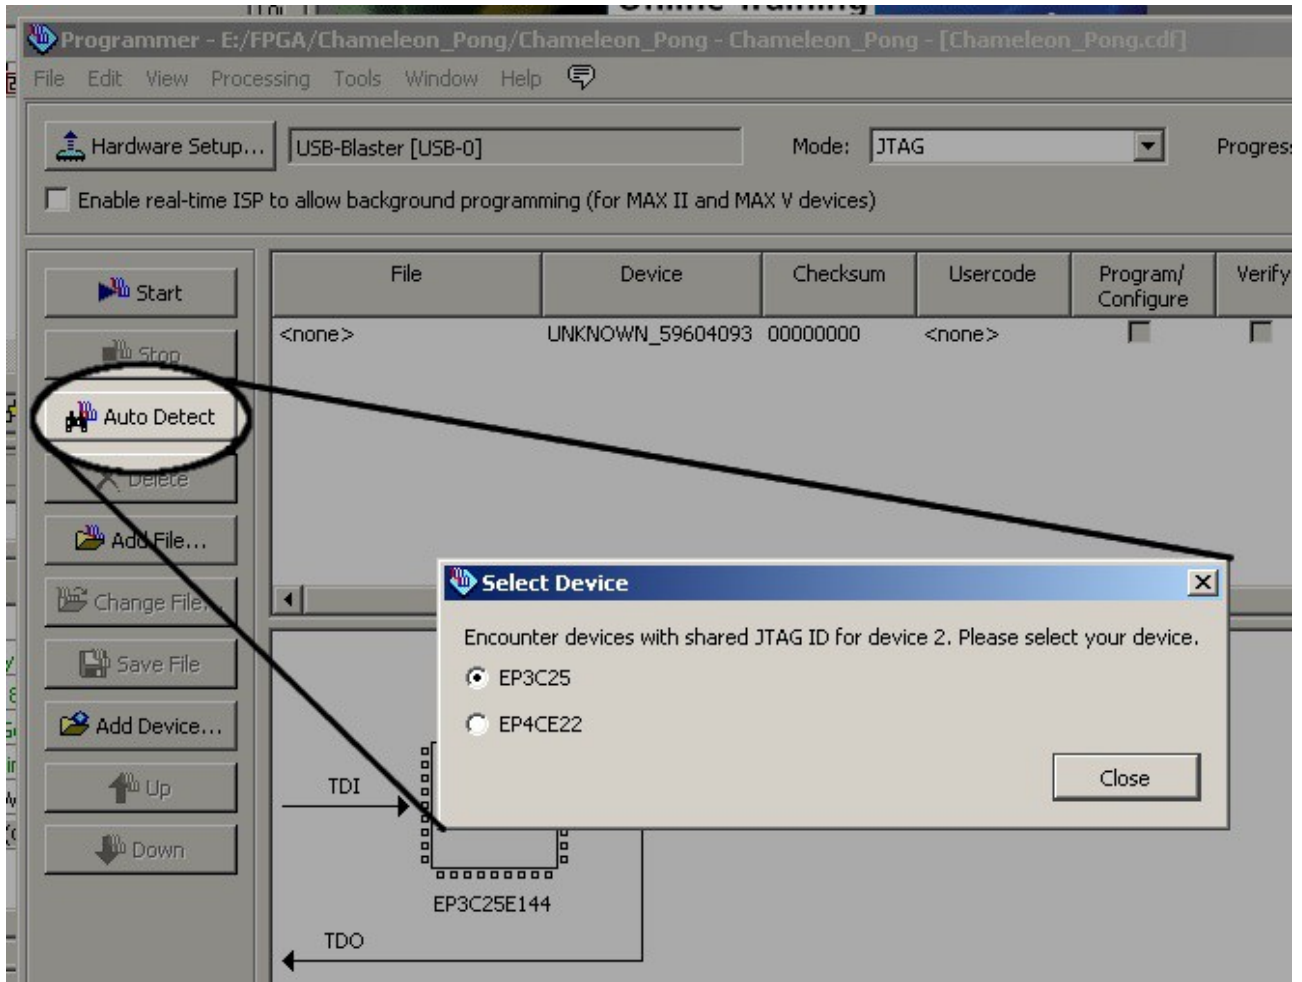 Online Training
Programmer - E:/FPGA/Chameleon_Pong/Chameleon_Pong - Chameleon_Pong - [Chameleon_Pong.cdf]
File Edit View Processing Tools Window Help
Hardware Setup... USB-Blaster [USB-0] Mode: JTAG Progress
Enable real-time ISP to allow background programming (for MAX II and MAX V devices)
File Device Checksum Usercode Program/ Configure Verify
<none> UNKNOWN_59604093 00000000 <none>
Start
Stop
Auto Detect
Delete
Add File...
Change File...
Save File
Add Device...
Up
Down
Select Device
Encounter devices with shared JTAG ID for device 2. Please select your device.
EP3C25
EP4CE22
Close
TDI
EP3C25E144
TDO